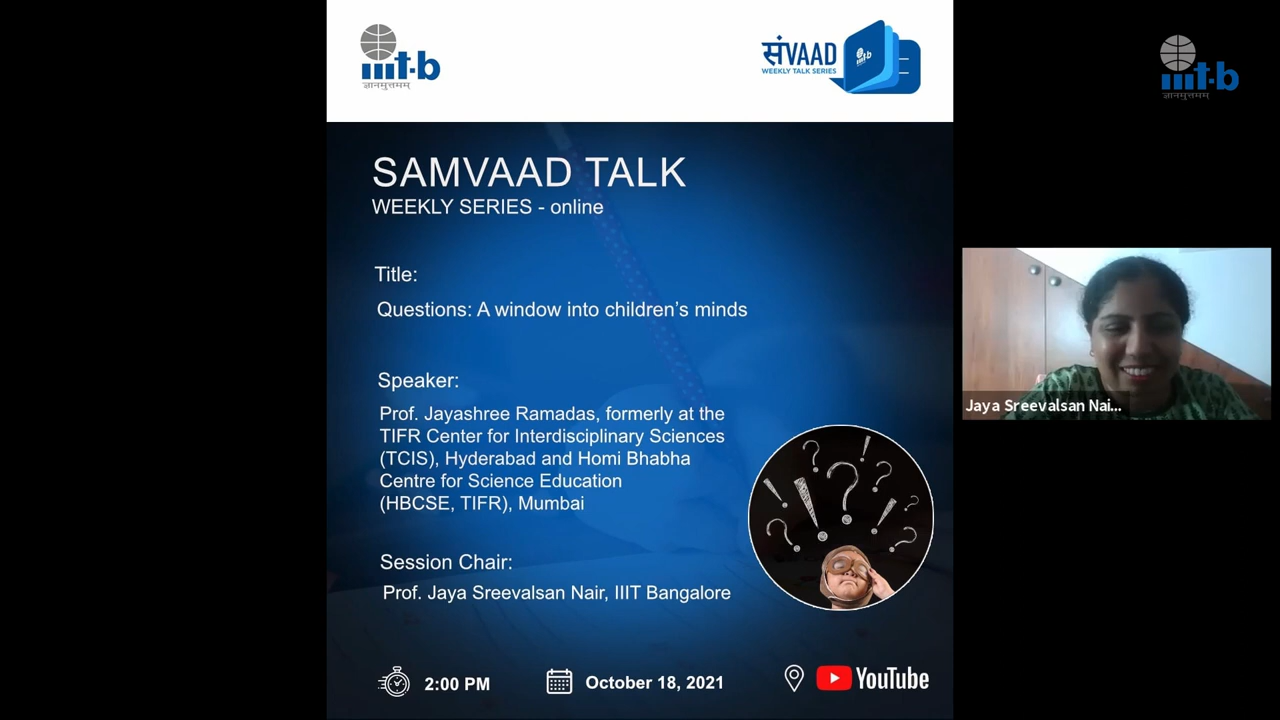 iiit-b
ज्ञानमुत्तमम्
संVAAD
WEEKLY TALK SERIES
iiit-b
iiit-b
ज्ञानमुत्तमम्
SAMVAAD TALK
WEEKLY SERIES - online
Title:
Questions: A window into children’s minds
Speaker:
Prof. Jayashree Ramadas, formerly at the
TIFR Center for Interdisciplinary Sciences
(TCIS), Hyderabad and Homi Bhabha
Centre for Science Education
(HBCSE, TIFR), Mumbai
Session Chair:
Prof. Jaya Sreevalsan Nair, IIIT Bangalore
Jaya Sreevalsan Nai...
2:00 PM
October 18, 2021
YouTube